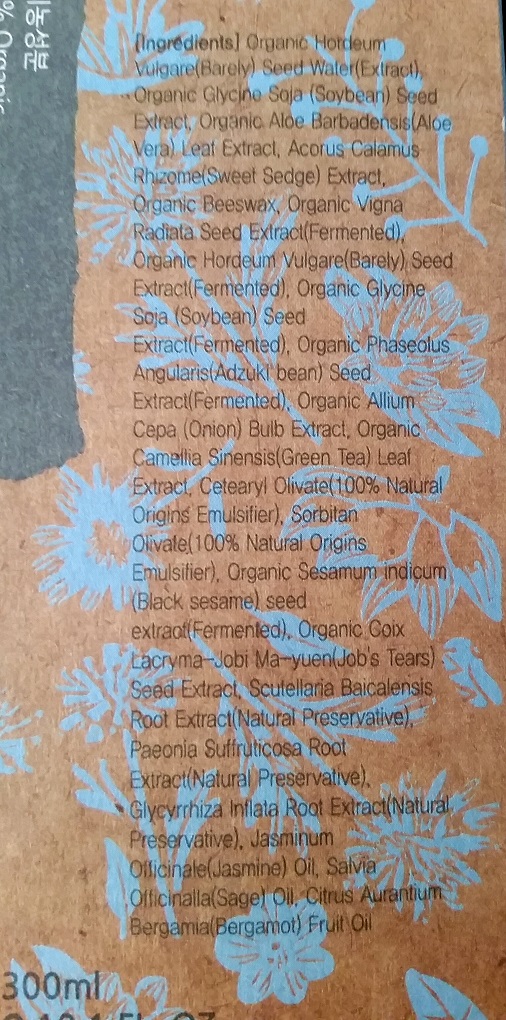 [Ingredients] Organic Hordeum
Vulgare(Barely) Seed Water(Extract),
Organic Glycine Soja (Soybean) Seed
Extract, Organic Aloe Barbadensis(Aloe
Vera) Leaf Extract, Acorus Calamus
Rhizome(Sweet Sedge) Extract,
Organic Beeswax, Organic Vigna
Radiata Seed Extract(Fermented),
Organic Hordeum Vulgare(Barely) Seed
Extract(Fermented), Organic Glycine
Soja (Soybean) Seed
Extract(Fermented), Organic Phaseolus
Angularis(Adzuki bean) Seed
Extract(Fermented), Organic Allium
Cepa (Onion) Bulb Extract, Organic
Camellia Sinensis(Green Tea) Leaf
Extract, Cetearyl Olivate(100% Natural
Origins Emulsifier), Sorbitan
Olivate(100% Natural Origins
Emulsifier), Organic Sesamum indicum
(Black sesame) seed
extract(Fermented), Organic Coix
Lacryma-Jobi Ma-yuen(Job's Tears)
Seed Extract, Scutellaria Baicalensis
Root Extract(Natural Preservative),
Paeonia Suffruticosa Root
Extract(Natural Preservative),
Glycyrrhiza Inflata Root Extract(Natural
Preservative), Jasminum
Officinale(Jasmine) Oil, Salvia
Officinalla(Sage) Oil, Citrus Aurantium
Bergamia(Bergamot) Fruit Oil
300ml
% Organic